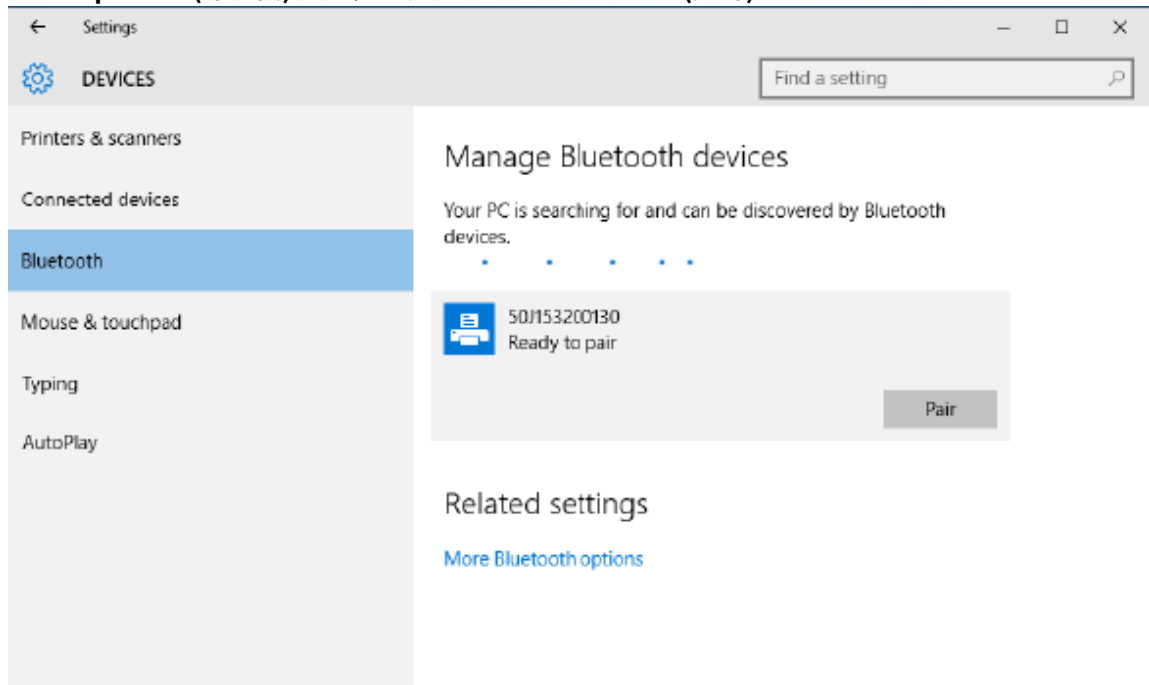 Settings
DEVICES
Find a setting
Printers & scanners
Connected devices
Bluetooth
Mouse & touchpad
Typing
AutoPlay
Manage Bluetooth devices
Your PC is searching for and can be discovered by Bluetooth
devices.
50J153200130
Ready to pair
Pair
Related settings
More Bluetooth options